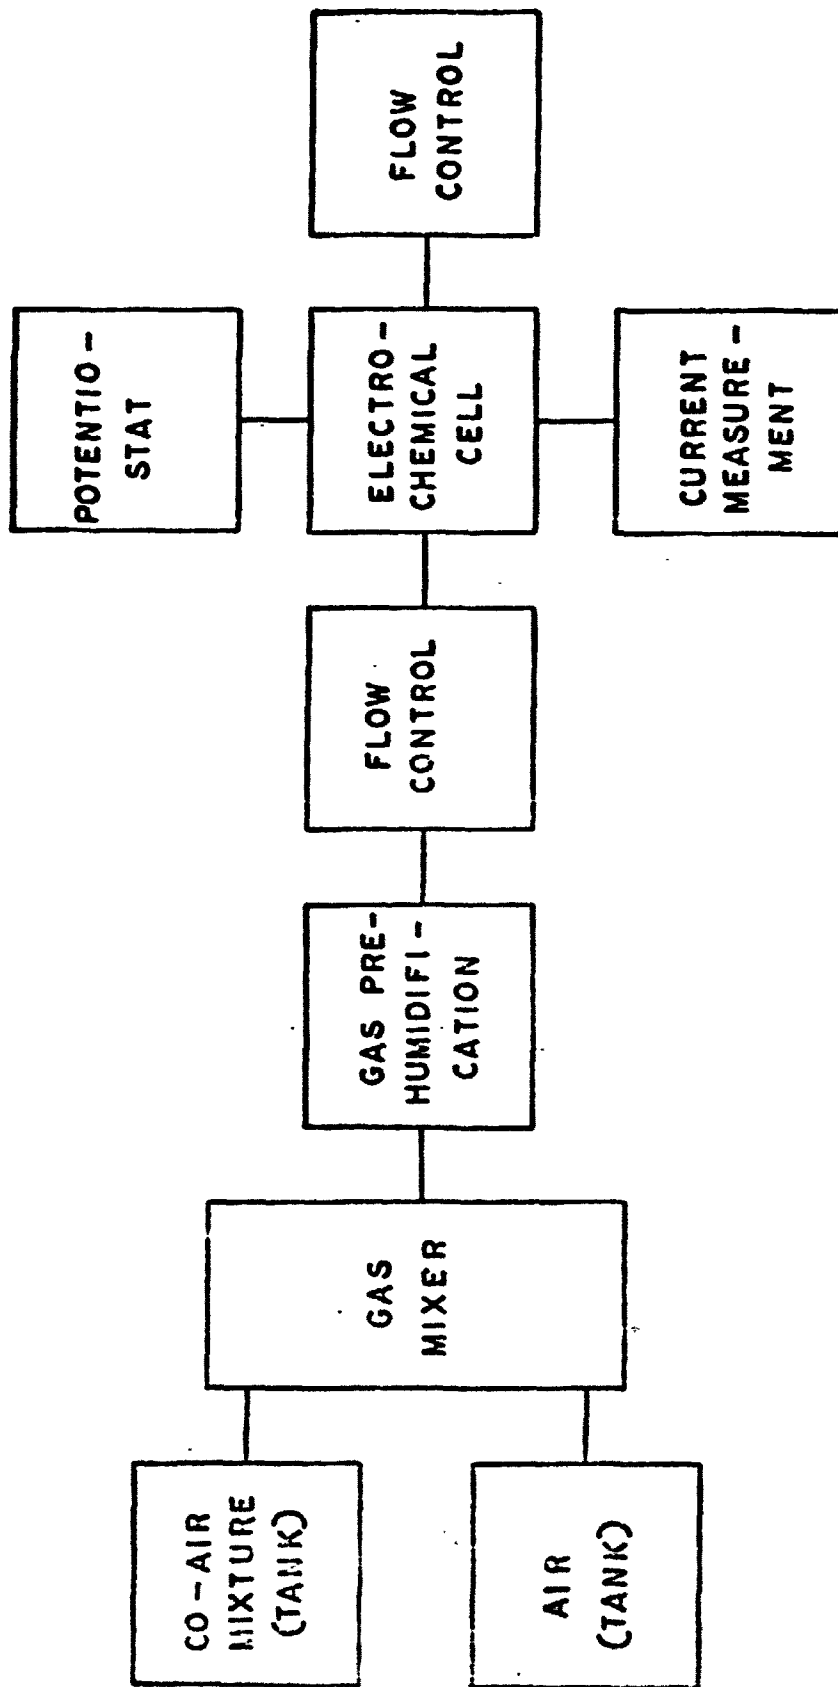 CO-AIR
MIXTURE
(TANK)
AIR
(TANK)
GAS
MIXER
GAS PRE-
HUMIDIFI-
CATION
FLOW
CONTROL
POTENTIO-
STAT
ELECTRO-
CHEMICAL
CELL
CURRENT
MEASURE-
MENT
FLOW
CONTROL